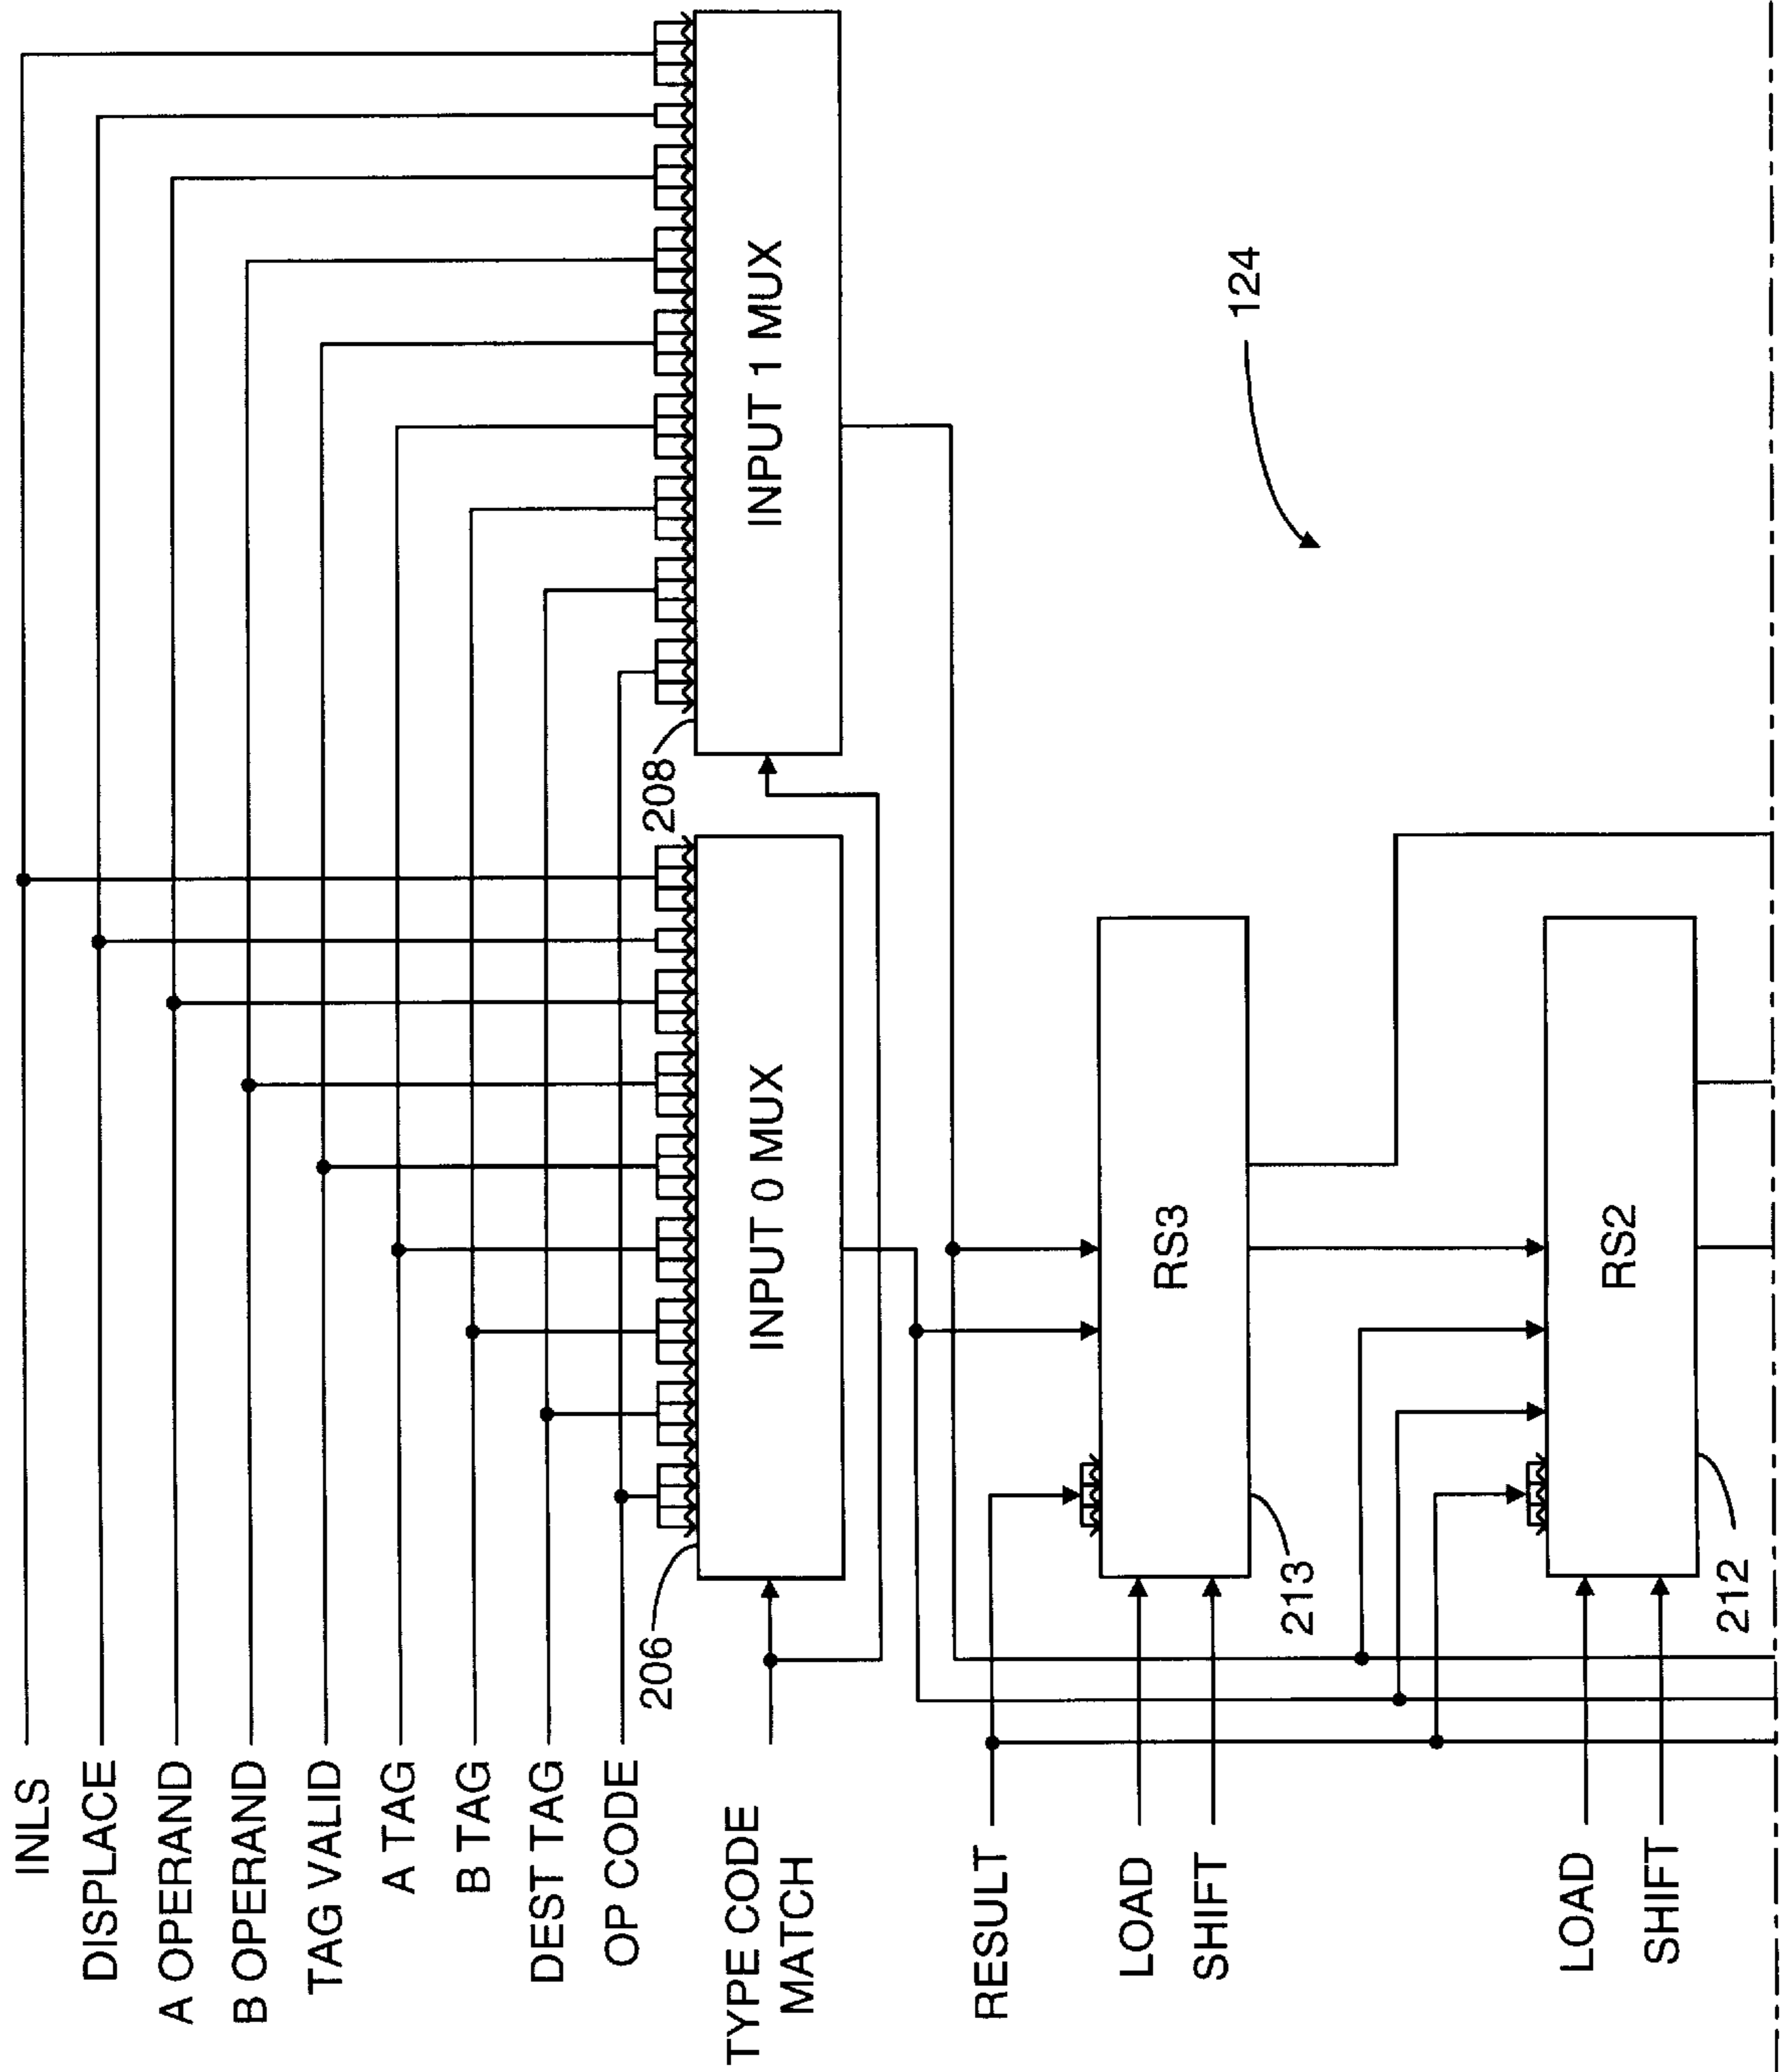 INLS
DISPLACE
A OPERAND
B OPERAND
TAG VALID
A TAG
B TAG
DEST TAG
OP CODE
TYPE CODE
MATCH
206
INPUT 0 MUX
208
INPUT 1 MUX
RESULT
LOAD
SHIFT
213
RS3
124
LOAD
SHIFT
212
RS2